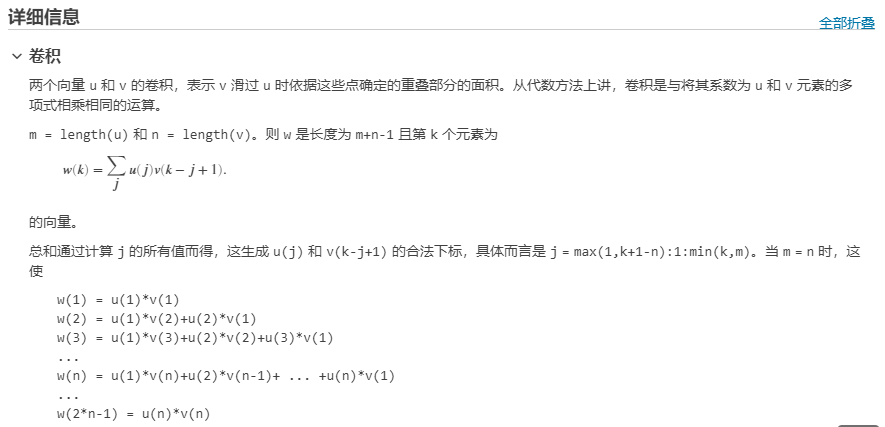 详细信息
全部折叠
卷积
两个向量 u 和 v 的卷积，表示 v 滑过 u 时依据这些点确定的重叠部分的面积。从代数方法上讲，卷积是与将其系数为 u 和 v 元素的多
项式相乘相同的运算。
m = length(u) 和 n = length(v)。则 w 是长度为 m+n-1 且第 k 个元素为
w(k) = ∑_j u(j)v(k − j + 1).
的向量。
总和通过计算 j 的所有值而得，这生成 u(j) 和 v(k-j+1) 的合法下标，具体而言是 j = max(1,k+1-n):1:min(k,m)。当 m = n 时，这
使
w(1) = u(1)*v(1)
w(2) = u(1)*v(2)+u(2)*v(1)
w(3) = u(1)*v(3)+u(2)*v(2)+u(3)*v(1)
...
w(n) = u(1)*v(n)+u(2)*v(n-1)+ ... +u(n)*v(1)
...
w(2*n-1) = u(n)*v(n)